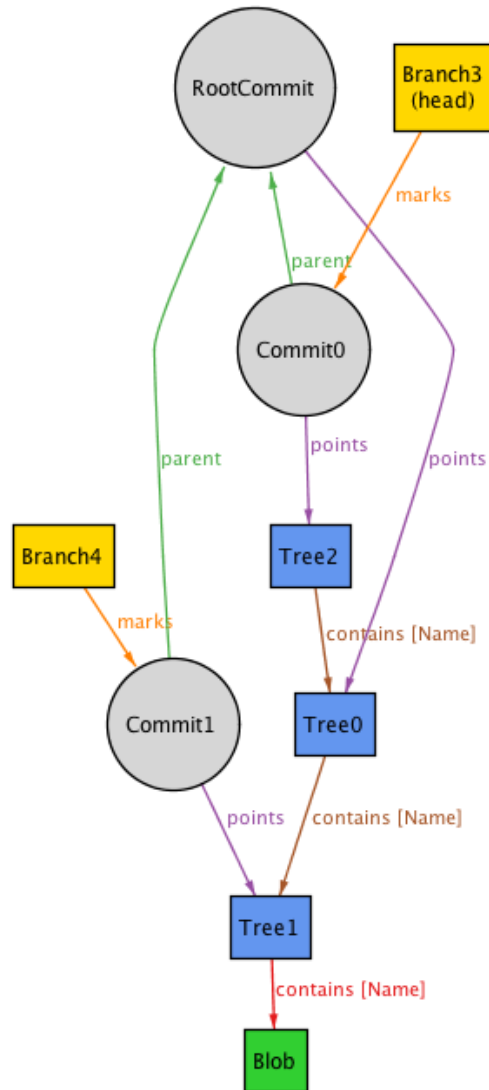 RootCommit
Branch3
(head)
marks
parent
Commit0
points
parent
points
Branch4
Tree2
marks
contains [Name]
Commit1
Tree0
points
contains [Name]
Tree1
contains [Name]
Blob